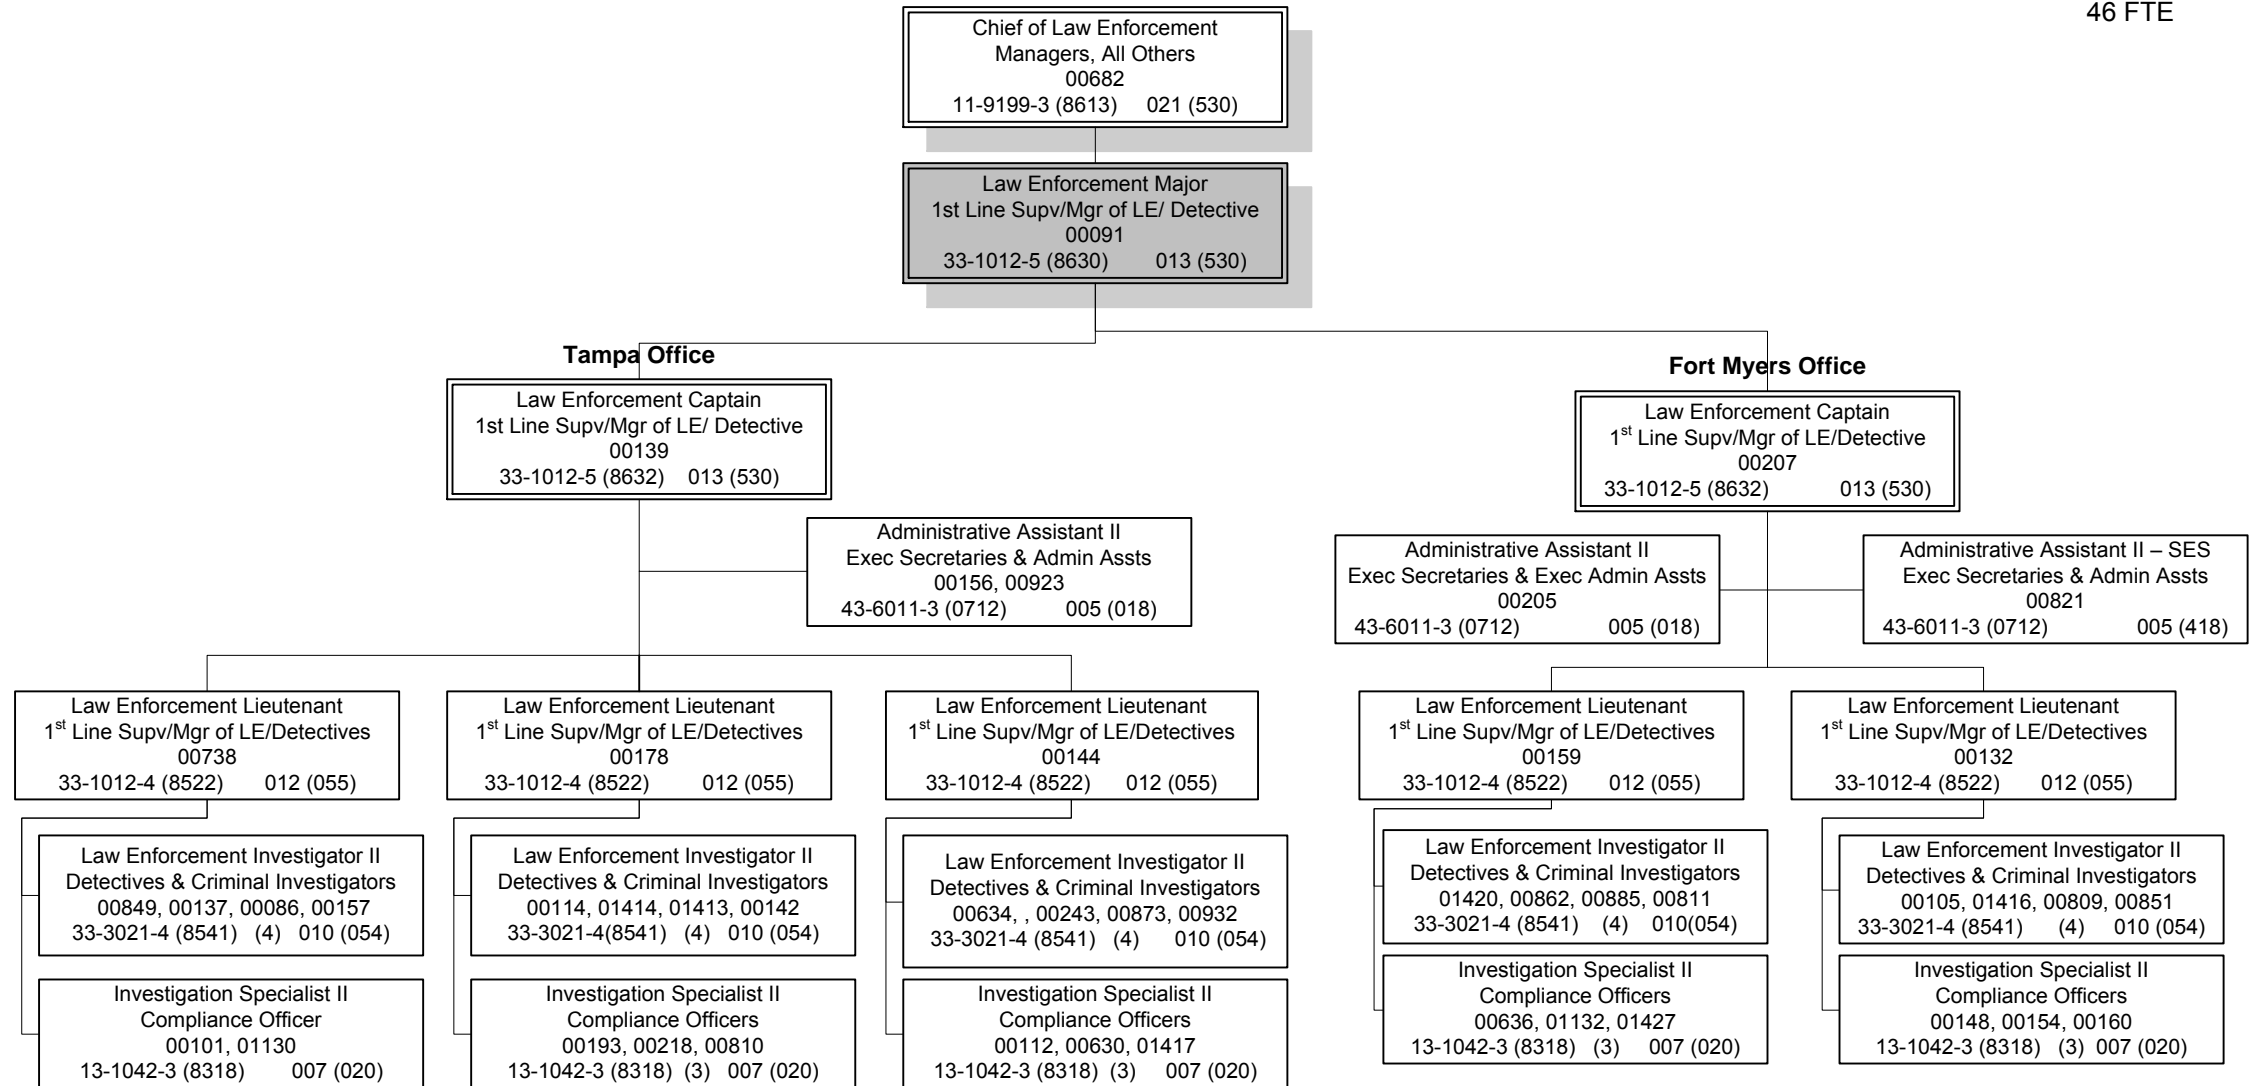 46 FTE
Chief of Law Enforcement
Managers, All Others
00682
11-9199-3 (8613) 021 (530)
Law Enforcement Major
1st Line Supv/Mgr of LE/ Detective
00091
33-1012-5 (8630) 013 (530)
Tampa Office
Law Enforcement Captain
1st Line Supv/Mgr of LE/ Detective
00139
33-1012-5 (8632) 013 (530)
Administrative Assistant II
Exec Secretaries & Admin Assts
00156, 00923
43-6011-3 (0712) 005 (018)
Fort Myers Office
Law Enforcement Captain
1st Line Supv/Mgr of LE/Detective
00207
33-1012-5 (8632) 013 (530)
Administrative Assistant II
Exec Secretaries & Exec Admin Assts
00205
43-6011-3 (0712) 005 (018)
Administrative Assistant II – SES
Exec Secretaries & Admin Assts
00821
43-6011-3 (0712) 005 (418)
Law Enforcement Lieutenant
1st Line Supv/Mgr of LE/Detectives
00738
33-1012-4 (8522) 012 (055)
Law Enforcement Investigator II
Detectives & Criminal Investigators
00849, 00137, 00086, 00157
33-3021-4 (8541) (4) 010 (054)
Investigation Specialist II
Compliance Officer
00101, 01130
13-1042-3 (8318) 007 (020)
Law Enforcement Lieutenant
1st Line Supv/Mgr of LE/Detectives
00178
33-1012-4 (8522) 012 (055)
Law Enforcement Investigator II
Detectives & Criminal Investigators
00114, 01414, 01413, 00142
33-3021-4(8541) (4) 010 (054)
Investigation Specialist II
Compliance Officers
00193, 00218, 00810
13-1042-3 (8318) (3) 007 (020)
Law Enforcement Lieutenant
1st Line Supv/Mgr of LE/Detectives
00144
33-1012-4 (8522) 012 (055)
Law Enforcement Investigator II
Detectives & Criminal Investigators
00634, , 00243, 00873, 00932
33-3021-4 (8541) (4) 010 (054)
Investigation Specialist II
Compliance Officers
00112, 00630, 01417
13-1042-3 (8318) (3) 007 (020)
Law Enforcement Lieutenant
1st Line Supv/Mgr of LE/Detectives
00159
33-1012-4 (8522) 012 (055)
Law Enforcement Investigator II
Detectives & Criminal Investigators
01420, 00862, 00885, 00811
33-3021-4 (8541) (4) 010(054)
Investigation Specialist II
Compliance Officers
00636, 01132, 01427
13-1042-3 (8318) (3) 007 (020)
Law Enforcement Lieutenant
1st Line Supv/Mgr of LE/Detectives
00132
33-1012-4 (8522) 012 (055)
Law Enforcement Investigator II
Detectives & Criminal Investigators
00105, 01416, 00809, 00851
33-3021-4 (8541) (4) 010 (054)
Investigation Specialist II
Compliance Officers
00148, 00154, 00160
13-1042-3 (8318) (3) 007 (020)